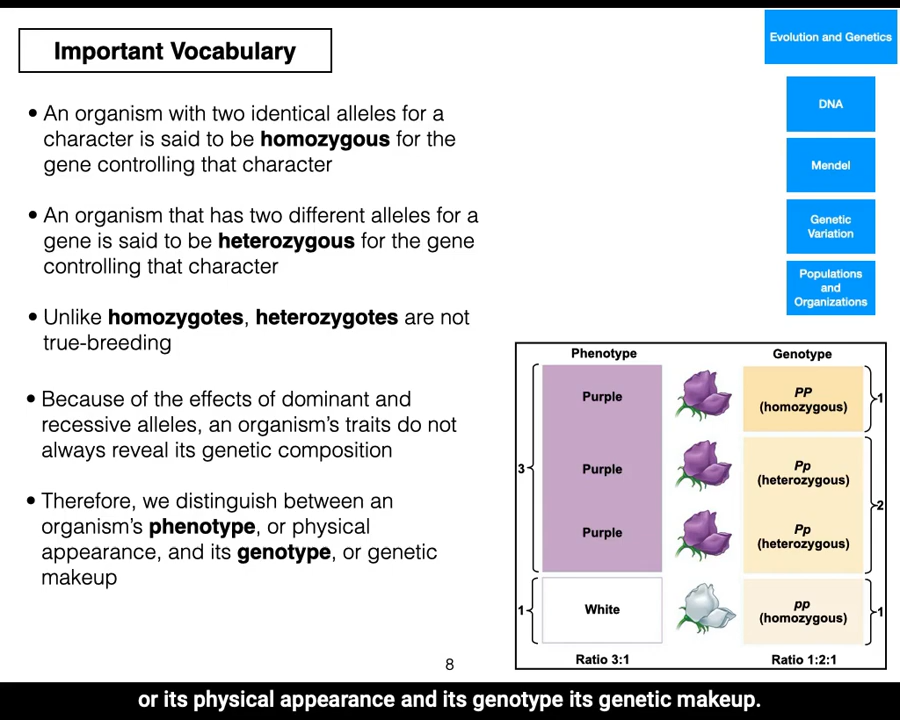 Important Vocabulary
• An organism with two identical alleles for a
character is said to be homozygous for the
gene controlling that character
• An organism that has two different alleles for a
gene is said to be heterozygous for the gene
controlling that character
• Unlike homozygotes, heterozygotes are not
true-breeding
• Because of the effects of dominant and
recessive alleles, an organism’s traits do not
always reveal its genetic composition
• Therefore, we distinguish between an
organism’s phenotype, or physical
appearance, and its genotype, or genetic
makeup
Evolution and Genetics
DNA
Mendel
Genetic
Variation
Populations
and
Organizations
Phenotype
Genotype
3
Purple
PP
(homozygous)
1
Purple
Pp
(heterozygous)
Purple
Pp
(heterozygous)
2
1
White
pp
(homozygous)
1
Ratio 3:1
Ratio 1:2:1
8
or its physical appearance and its genotype its genetic makeup.